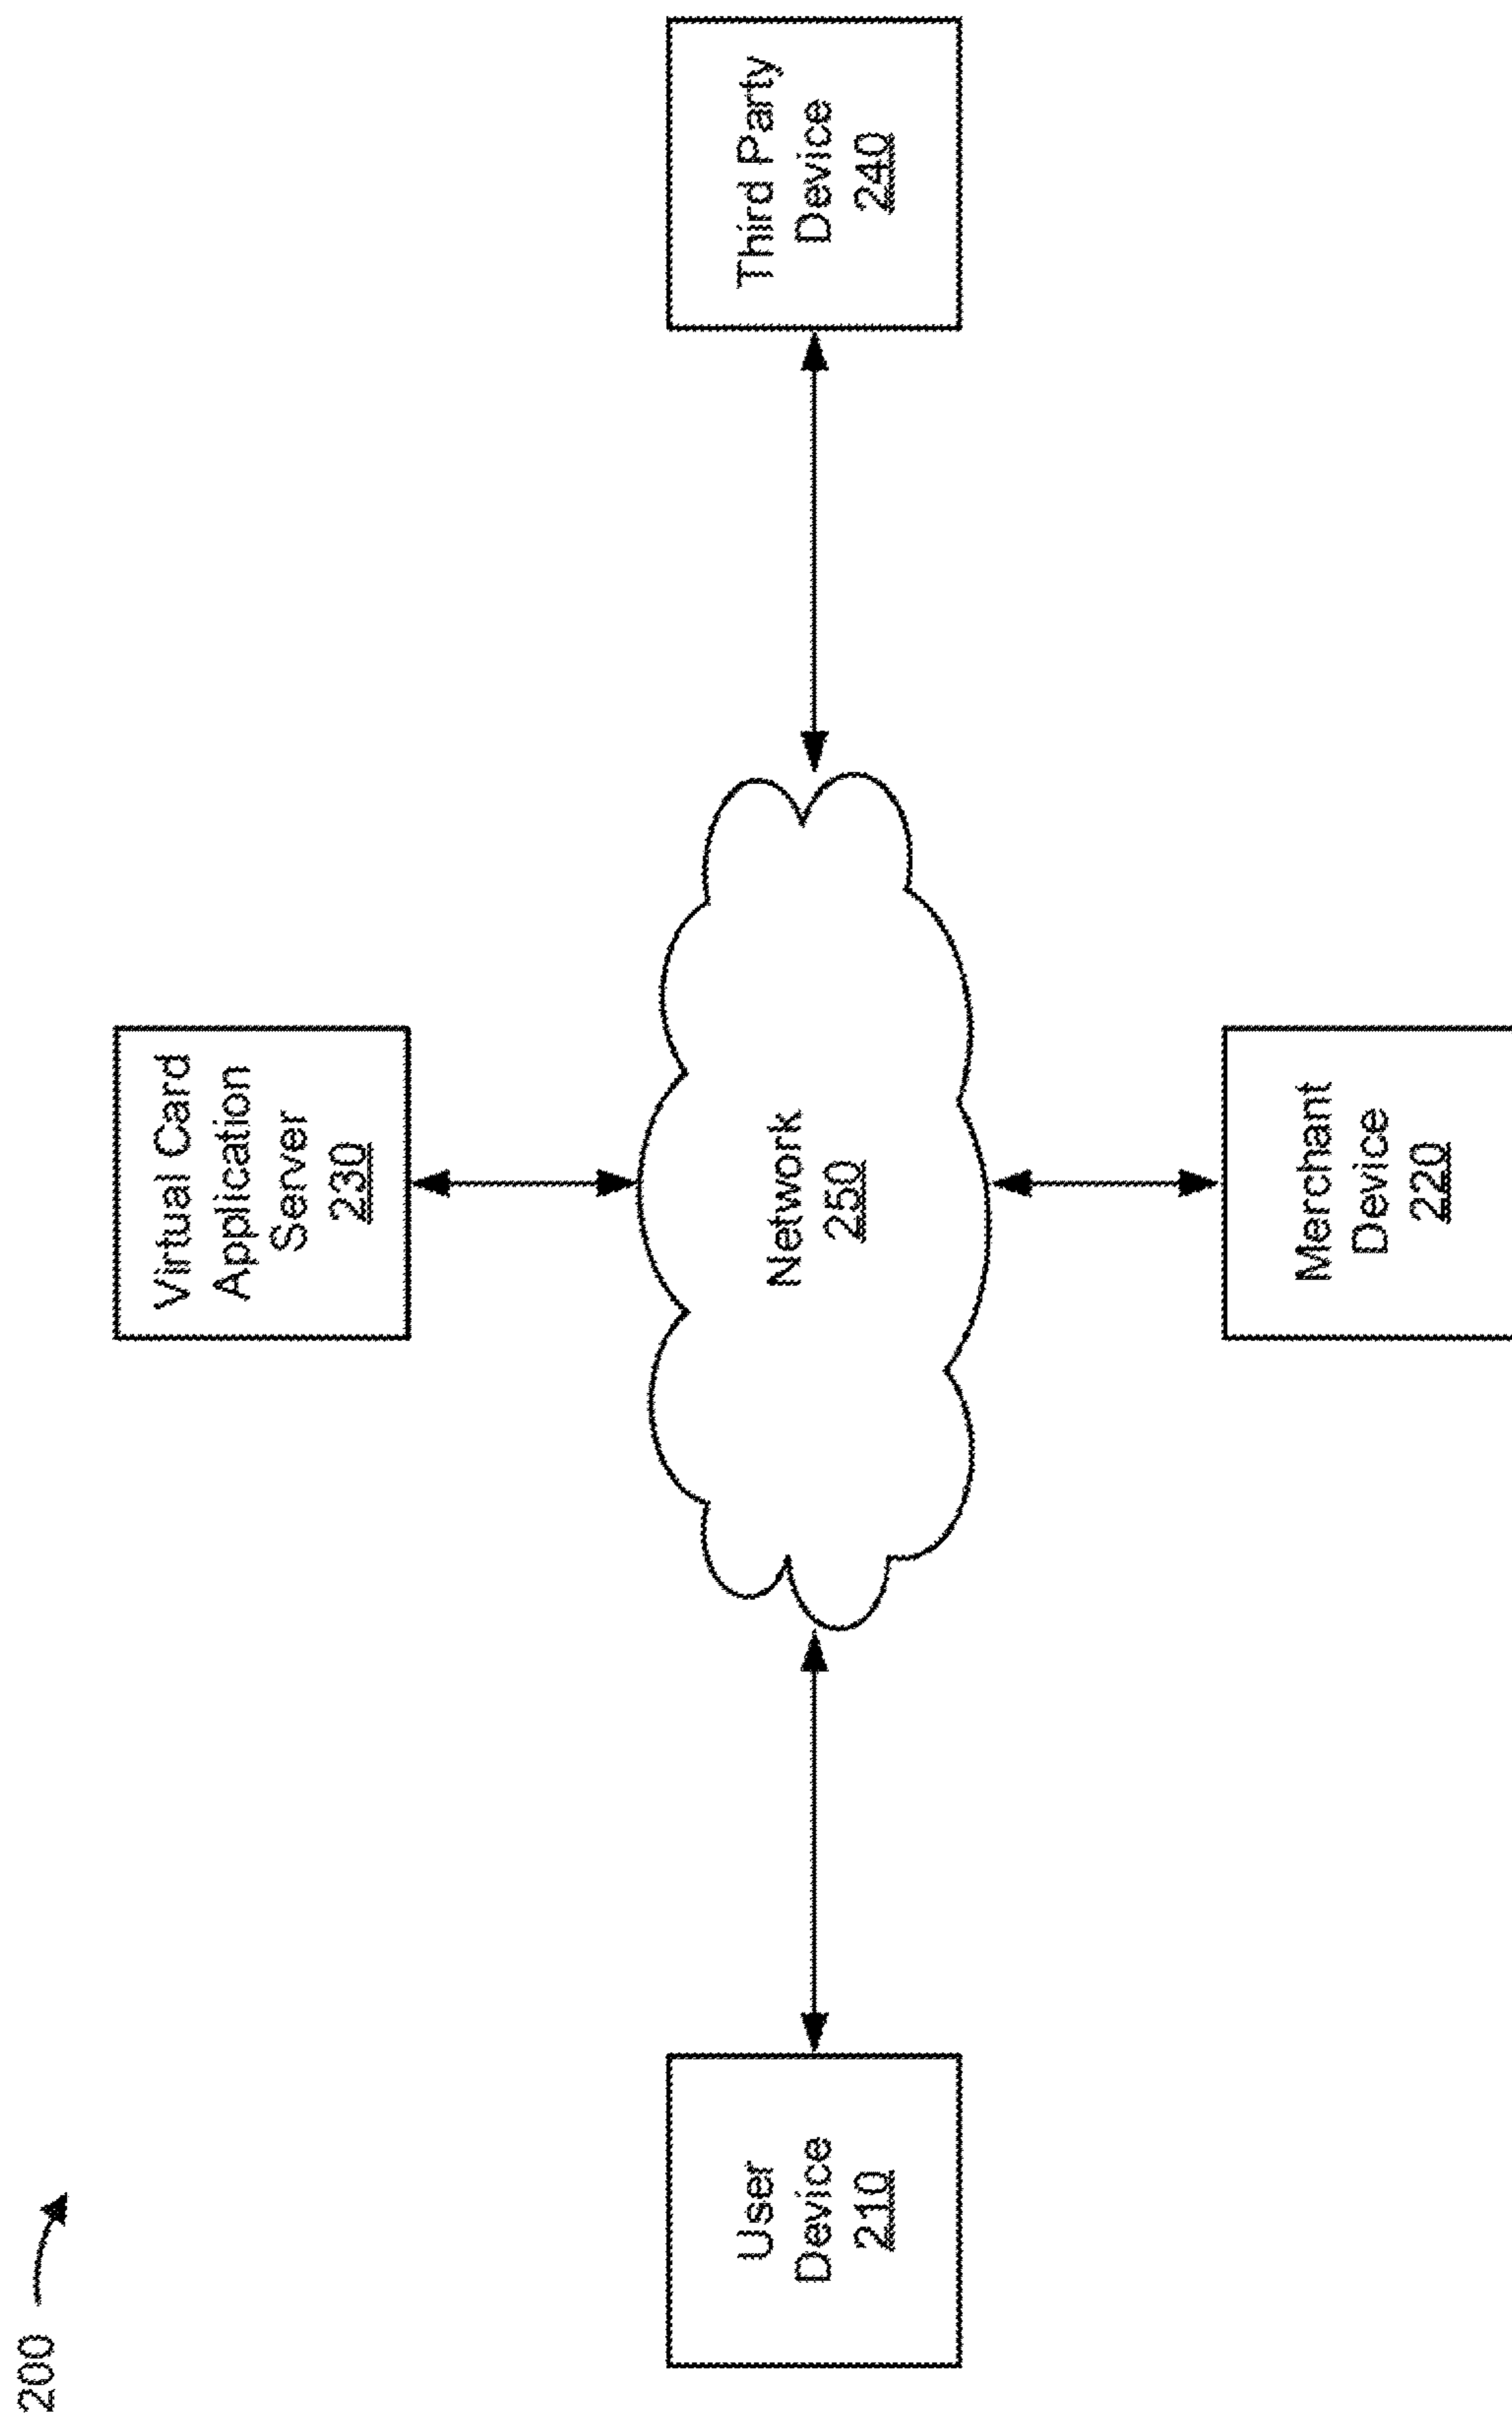 200
Virtual Card
Application
Server
230
User
Device
210
Network
250
Third Party
Device
240
Merchant
Device
220